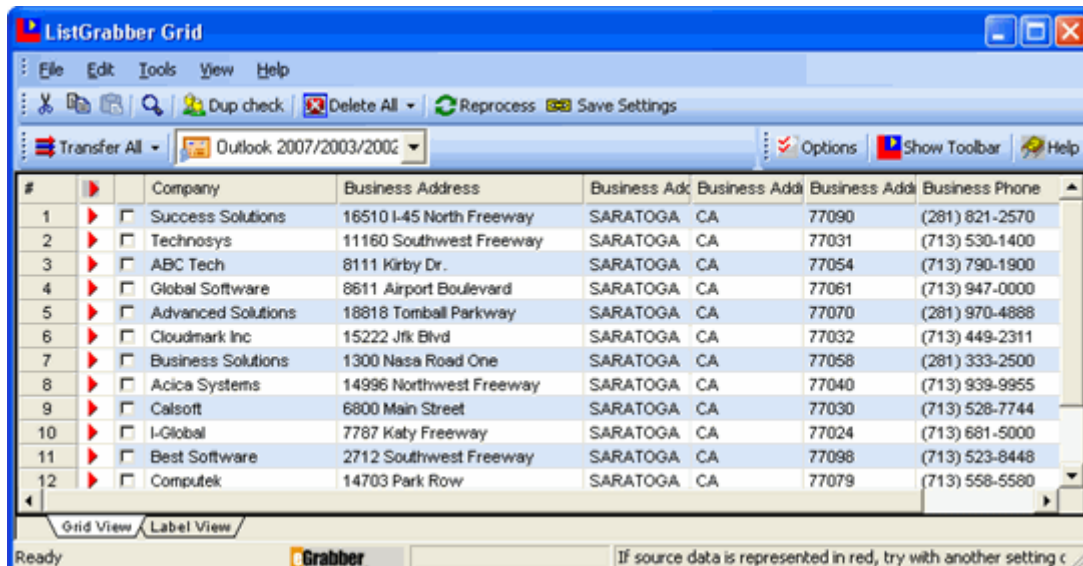 ListGrabber Grid
File Edit Tools View Help
Dup check Delete All Reprocess Save Settings
Transfer All Outlook 2007/2003/2002 Options Show Toolbar Help
# Company Business Address Business Add Business Addr Business Addr Business Phone
1 Success Solutions 16510 I-45 North Freeway SARATOGA CA 77090 (281) 821-2570
2 Technosys 11160 Southwest Freeway SARATOGA CA 77031 (713) 530-1400
3 ABC Tech 8111 Kirby Dr. SARATOGA CA 77054 (713) 790-1900
4 Global Software 8611 Airport Boulevard SARATOGA CA 77061 (713) 947-0000
5 Advanced Solutions 18818 Tomball Parkway SARATOGA CA 77070 (281) 970-4888
6 Cloudmark Inc 15222 Jfk Blvd SARATOGA CA 77032 (713) 449-2311
7 Business Solutions 1300 Nasa Road One SARATOGA CA 77058 (281) 333-2500
8 Acica Systems 14996 Northwest Freeway SARATOGA CA 77040 (713) 939-9955
9 Calsoft 6800 Main Street SARATOGA CA 77030 (713) 528-7744
10 I-Global 7787 Katy Freeway SARATOGA CA 77024 (713) 681-5000
11 Best Software 2712 Southwest Freeway SARATOGA CA 77098 (713) 523-8448
12 Computek 14703 Park Row SARATOGA CA 77079 (713) 558-5580
Grid View Label View
Ready eGrabber If source data is represented in red, try with another setting